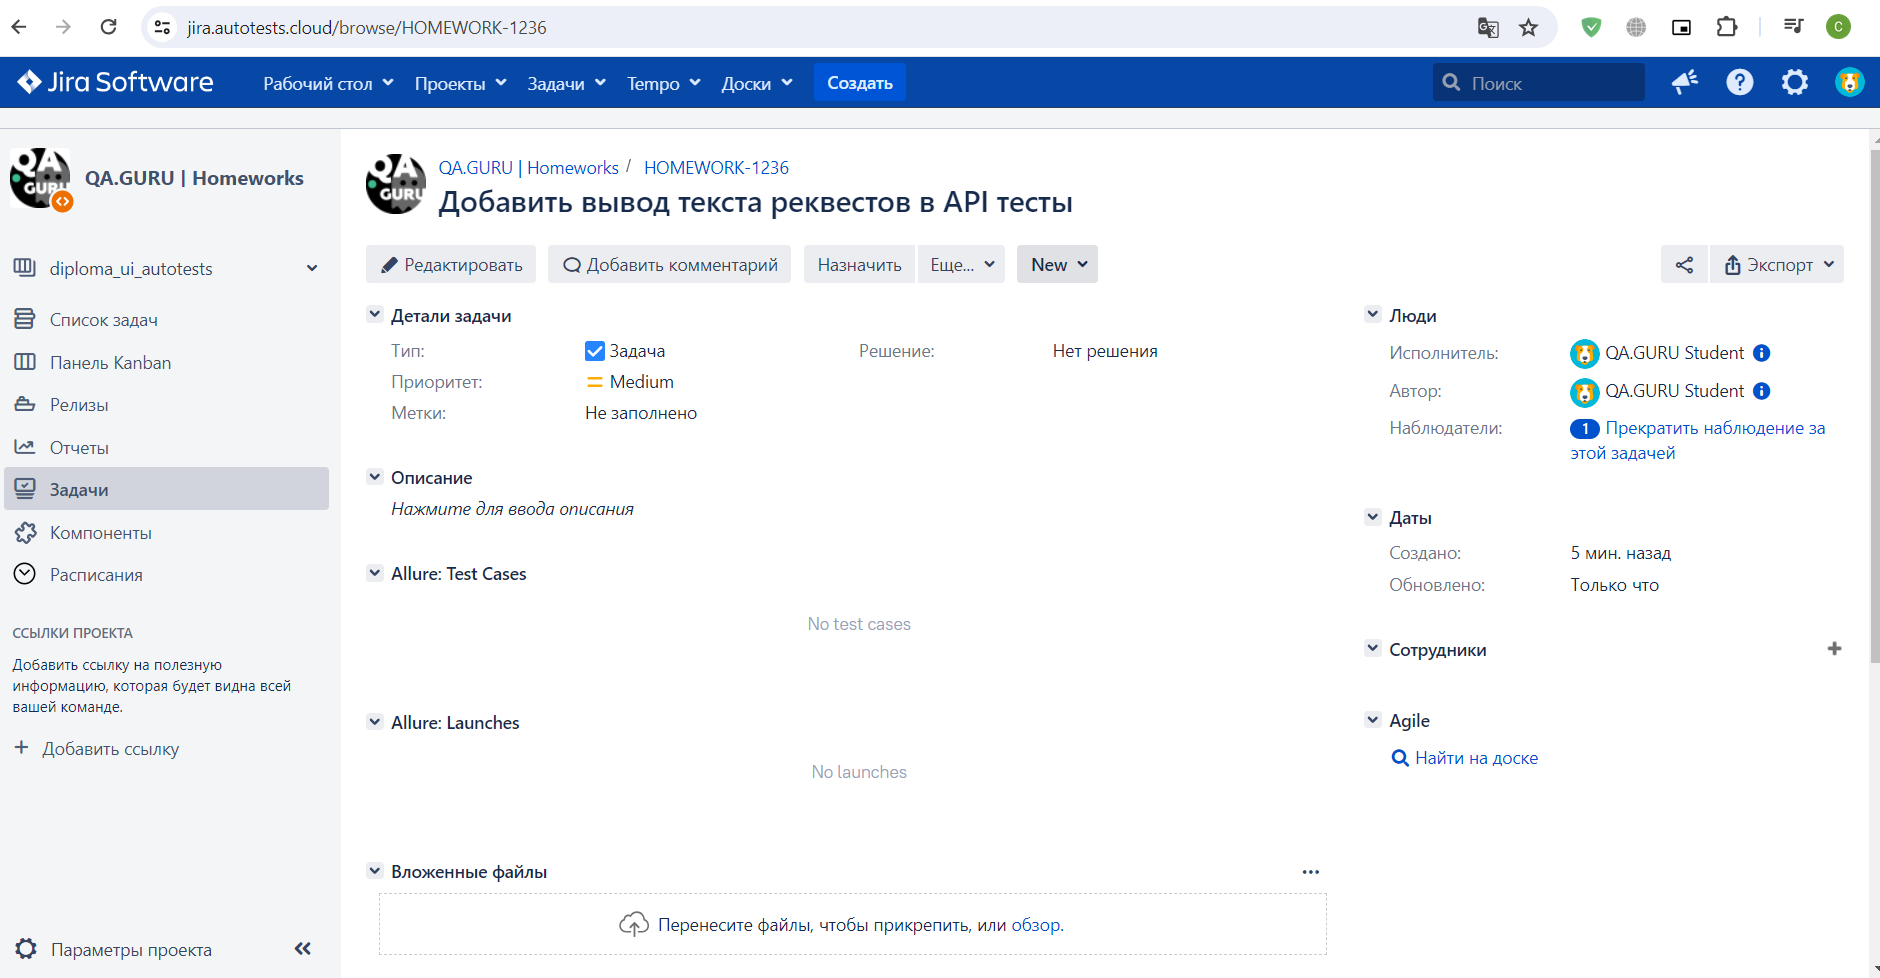 jira.autotests.cloud/browse/HOMEWORK-1236
C
Jira Software
Рабочий стол
Проекты
Задачи
Tempo
Доски
Создать
Поиск
QA GURU
QA.GURU | Homeworks
diploma_ui_autotests
Список задач
Панель Kanban
Релизы
Отчеты
Задачи
Компоненты
Расписания
ССЫЛКИ ПРОЕКТА
Добавить ссылку на полезную
информацию, которая будет видна всей
вашей команде.
Добавить ссылку
Параметры проекта
QA GURU
QA.GURU | Homeworks / HOMEWORK-1236
Добавить вывод текста реквестов в API тесты
Редактировать
Добавить комментарий
Назначить
Еще...
New
Экспорт
Детали задачи
Тип: Задача
Решение: Нет решения
Приоритет: Medium
Метки: Не заполнено
Описание
Нажмите для ввода описания
Allure: Test Cases
No test cases
Allure: Launches
No launches
Вложенные файлы
Перенесите файлы, чтобы прикрепить, или обзор.
Люди
Исполнитель: QA.GURU Student
Автор: QA.GURU Student
Наблюдатели: 1 Прекратить наблюдение за
этой задачей
Даты
Создано: 5 мин. назад
Обновлено: Только что
Сотрудники
Agile
Найти на доске